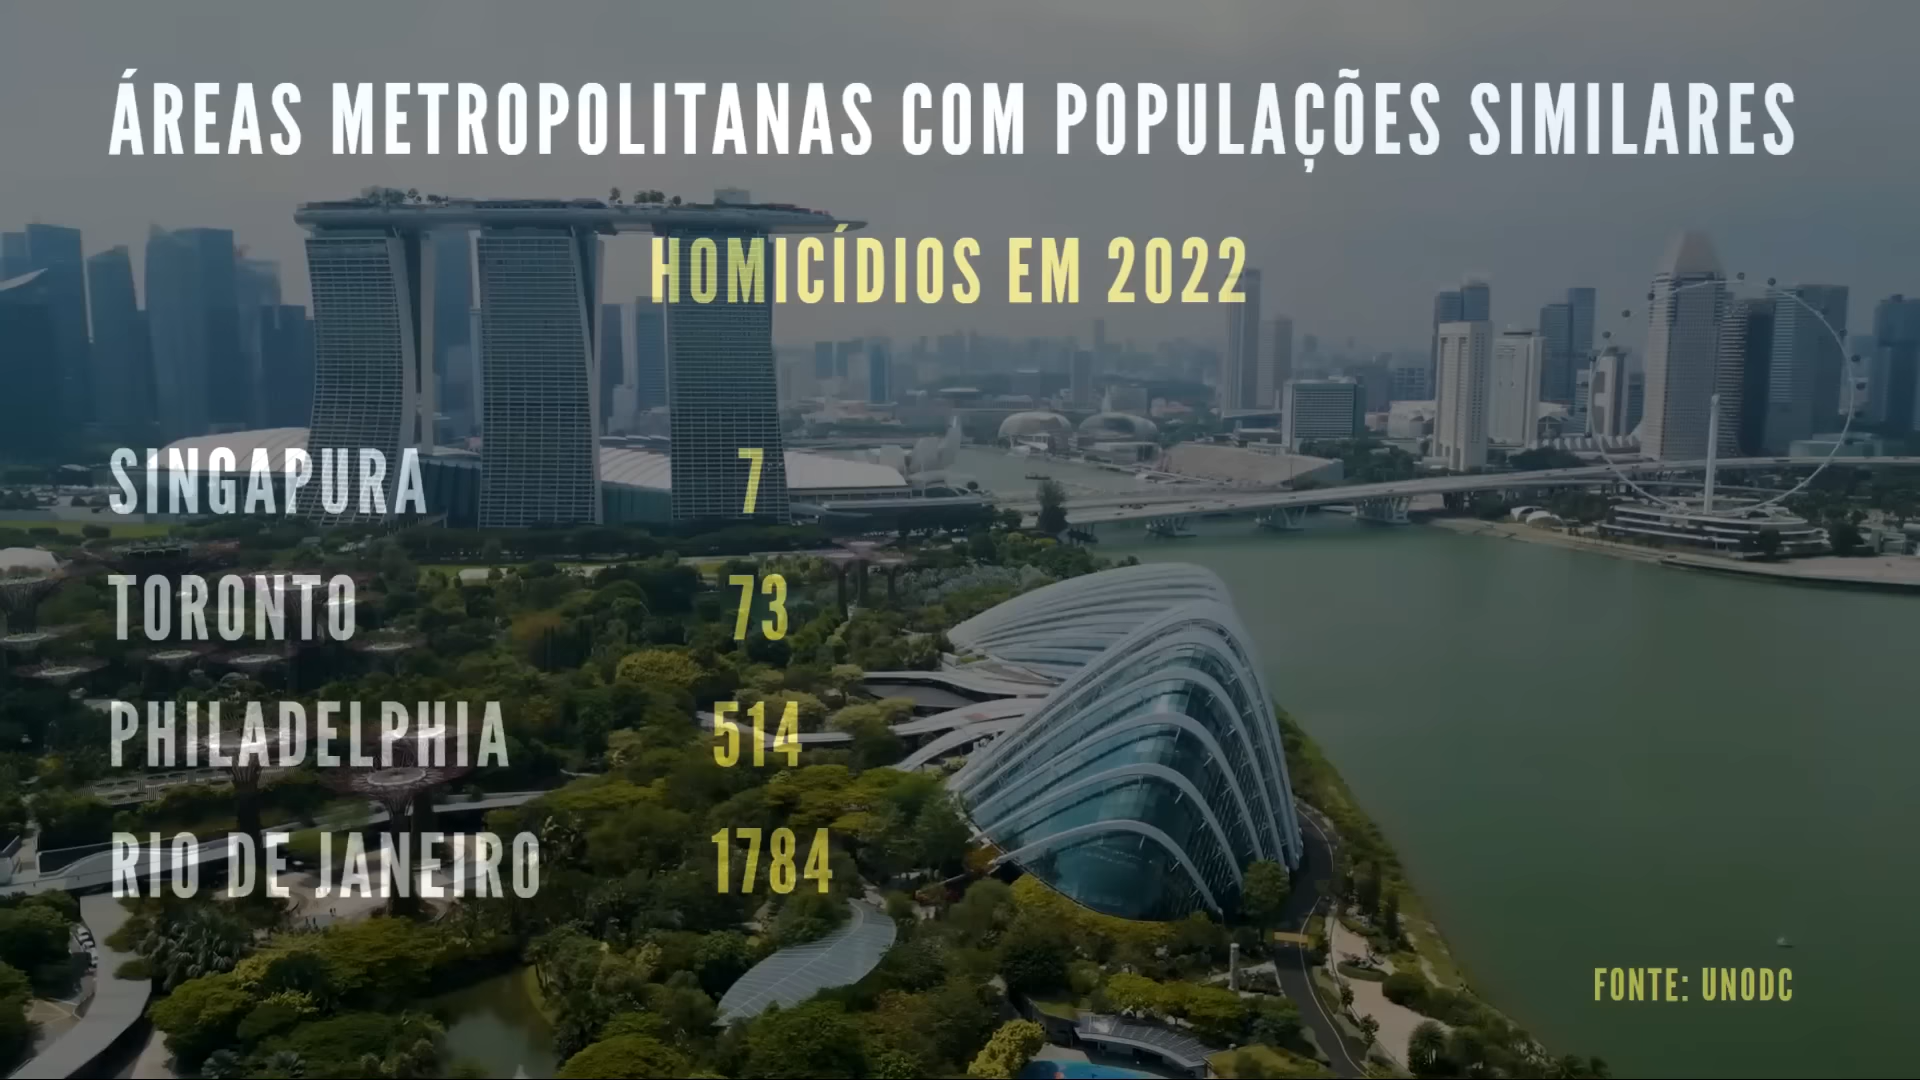 ÁREAS METROPOLITANAS COM POPULAÇÕES SIMILARES
HOMICÍDIOS EM 2022
SINGAPURA 7
TORONTO 73
PHILADELPHIA 514
RIO DE JANEIRO 1784
FONTE: UNODC